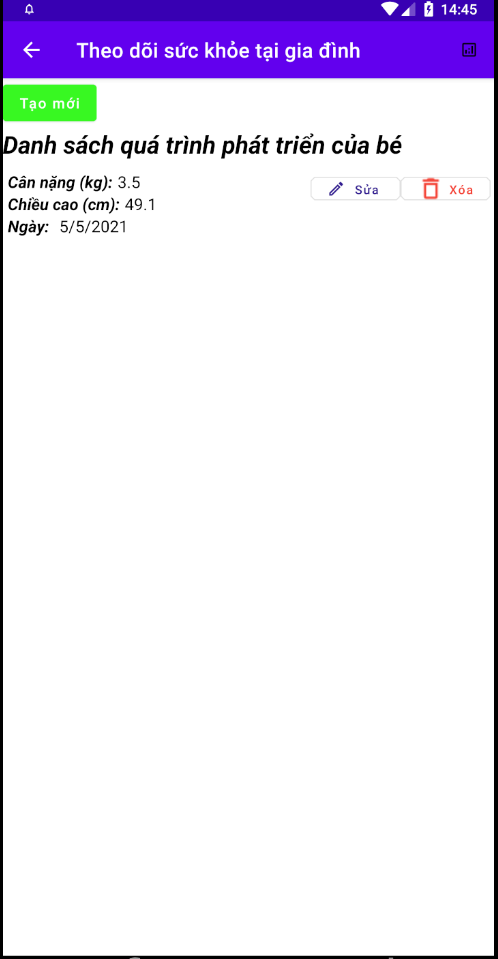 14:45
Theo dõi sức khỏe tại gia đình
Tạo mới
Danh sách quá trình phát triển của bé
Cân nặng (kg): 3.5
Sửa
Xóa
Chiều cao (cm): 49.1
Ngày: 5/5/2021